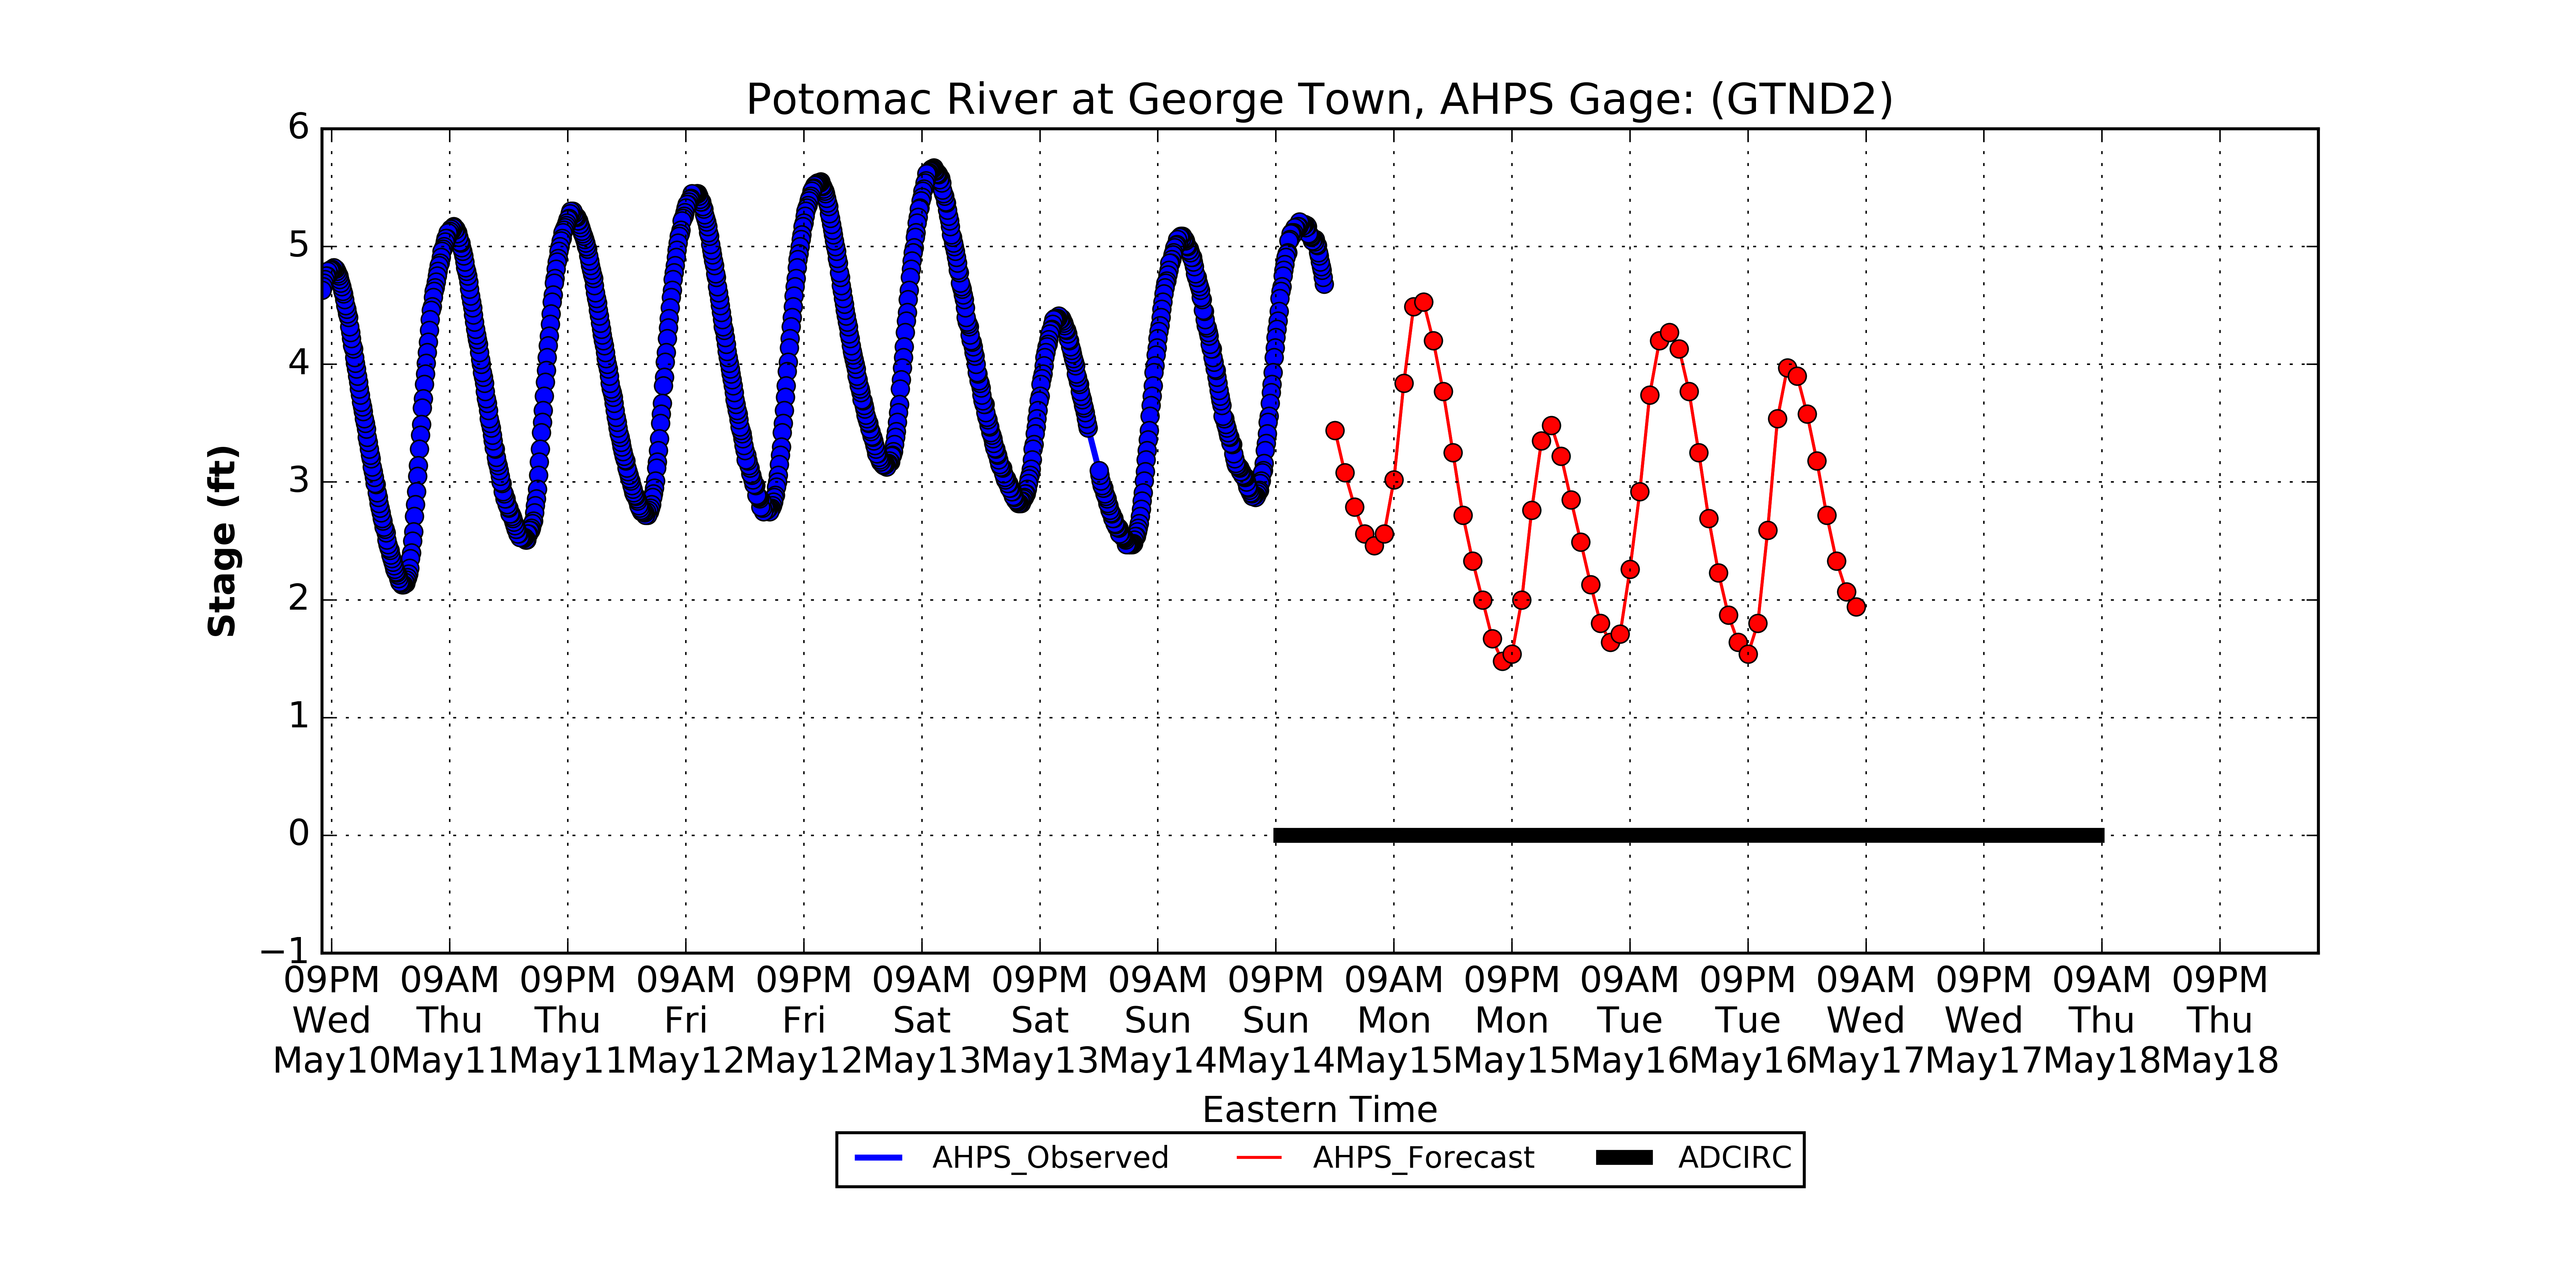 Potomac River at George Town, AHPS Gage: (GTND2)
6
5
4
3
2
1
0
−1
Stage (ft)
09PM 09AM 09PM 09AM 09PM 09AM 09PM 09AM 09PM 09AM 09PM 09AM 09PM 09AM 09PM 09AM 09PM
Wed Thu Thu Fri Fri Sat Sat Sun Sun Mon Mon Tue Tue Wed Wed Thu Thu
May10 May11 May11 May12 May12 May13 May13 May14 May14 May15 May15 May16 May16 May17 May17 May18 May18
Eastern Time
AHPS_Observed AHPS_Forecast ADCIRC